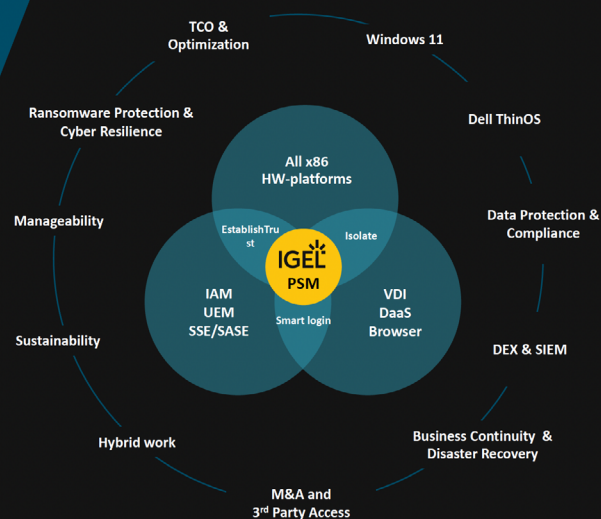 TCO &
Optimization
Windows 11
Ransomware Protection &
Cyber Resilience
Dell ThinOS
All x86
HW-platforms
Manageability
Data Protection &
Compliance
EstablishTru
st
Isolate
IGEL
PSM
IAM
UEM
SSE/SASE
VDI
DaaS
Browser
Smart login
Sustainability
DEX & SIEM
Hybrid work
Business Continuity &
Disaster Recovery
M&A and
3rd Party Access